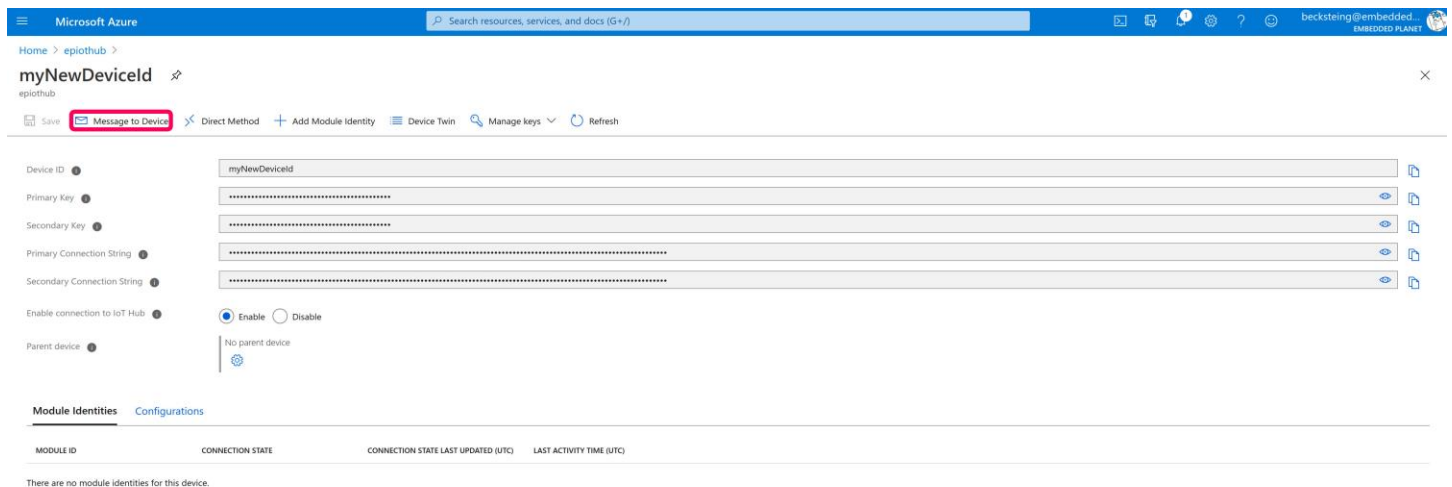 Microsoft Azure
Search resources, services, and docs (G+/)
1
becksteing@embedded...
EMBEDDED PLANET
Home > epiothub >
myNewDeviceId
epiothub
Save Message to Device Direct Method Add Module Identity Device Twin Manage keys Refresh
Device ID myNewDeviceId
Primary Key
Secondary Key
Primary Connection String
Secondary Connection String
Enable connection to IoT Hub Enable Disable
Parent device No parent device
Module Identities Configurations
MODULE ID CONNECTION STATE CONNECTION STATE LAST UPDATED (UTC) LAST ACTIVITY TIME (UTC)
There are no module identities for this device.